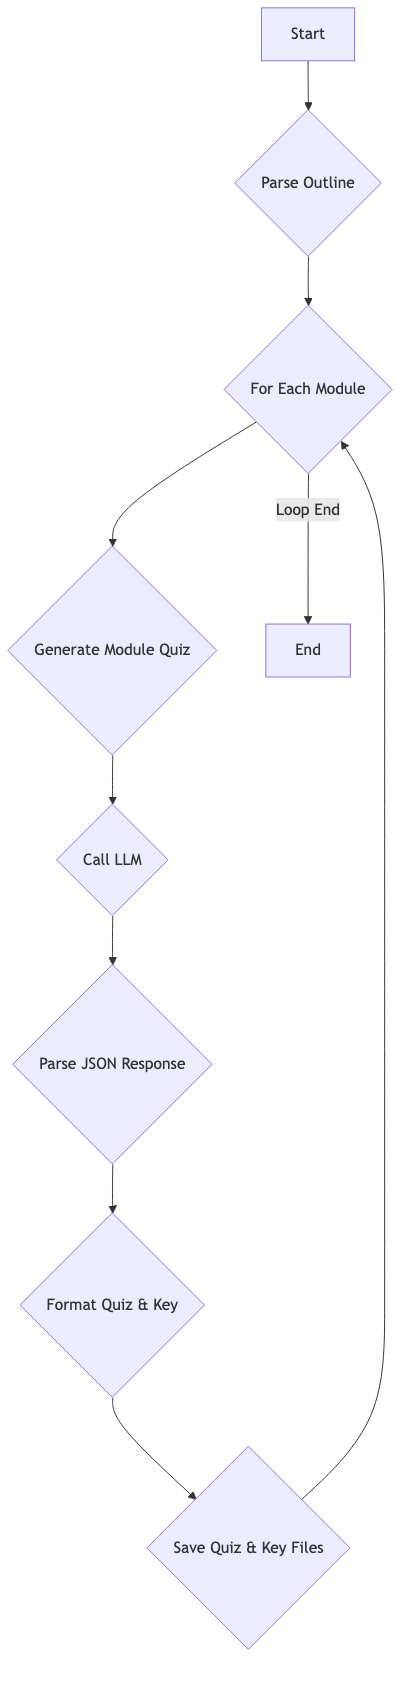 Start
Parse Outline
For Each Module
Loop End
Generate Module Quiz
End
Call LLM
Parse JSON Response
Format Quiz & Key
Save Quiz & Key Files